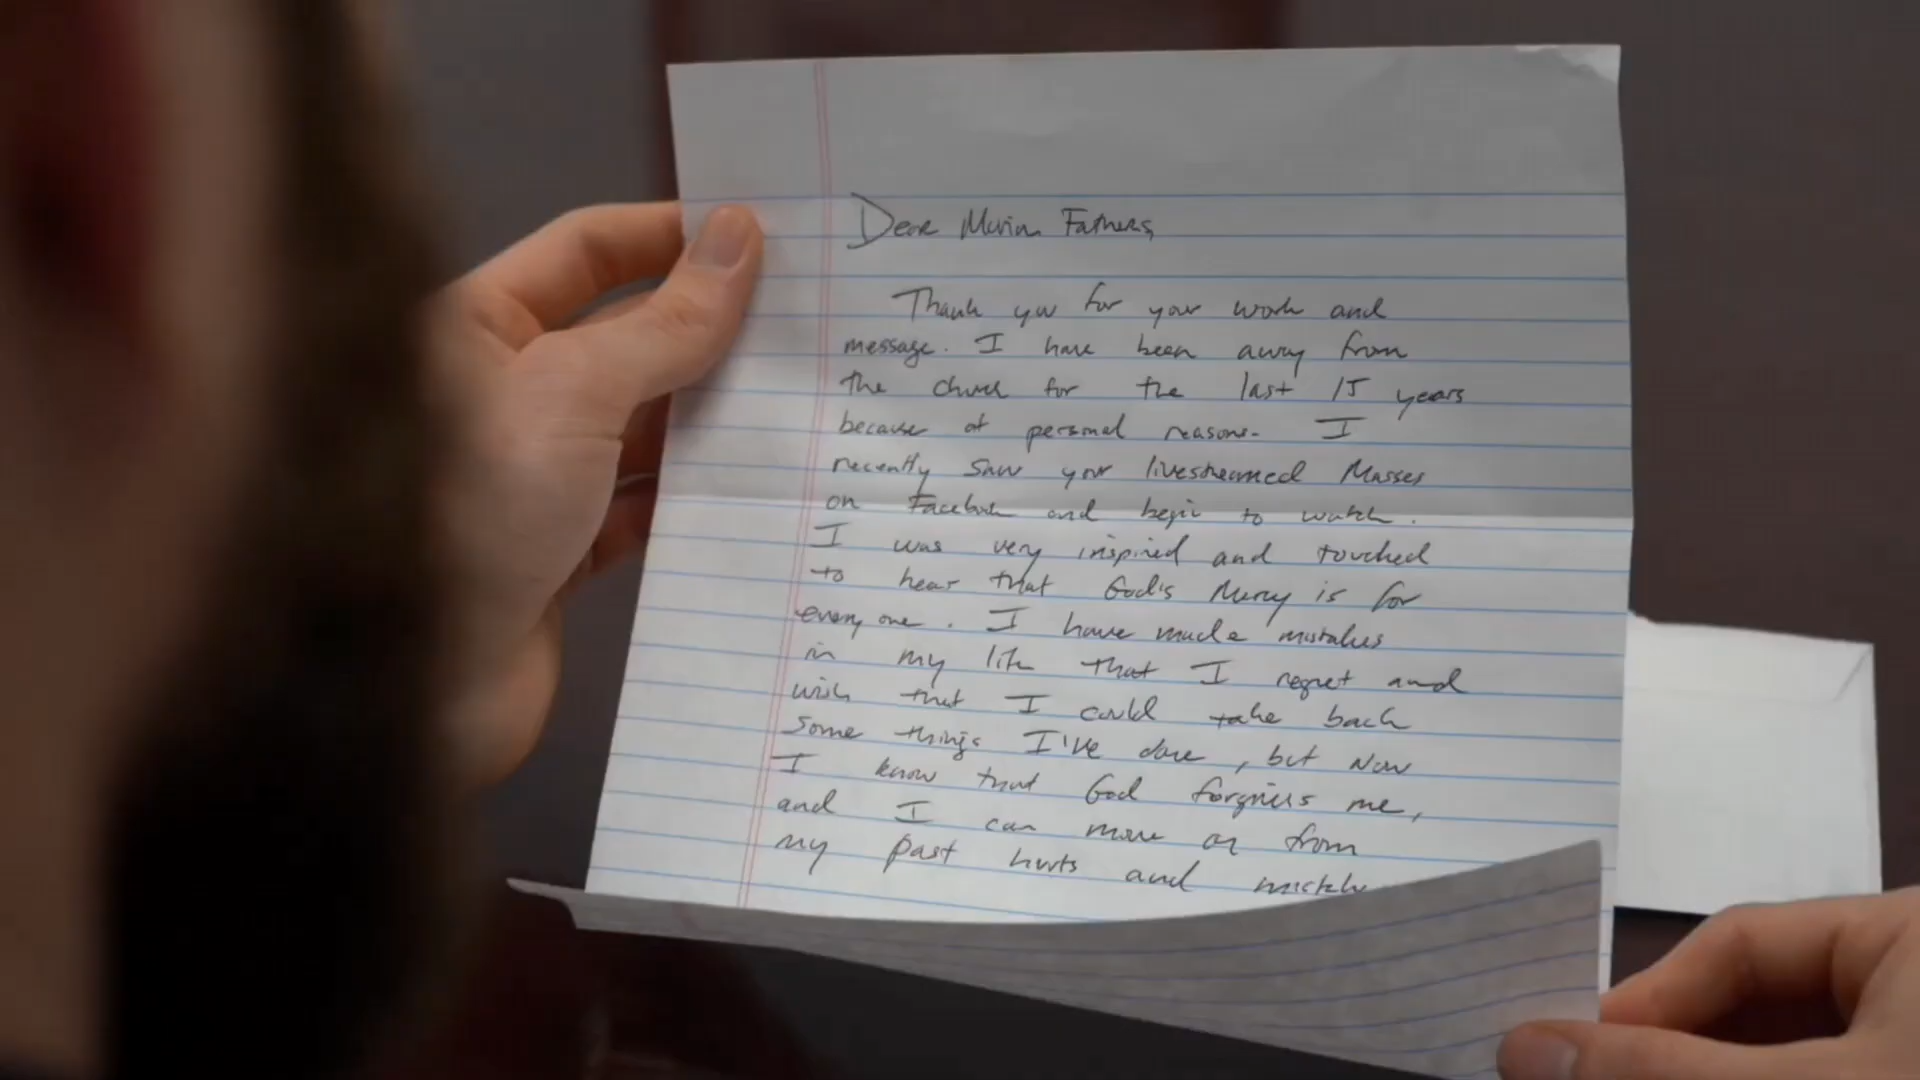 Dear Marian Fathers,
Thank you for your work and
message. I have been away from
the church for the last 15 years
because of personal reasons. I
recently saw your livestreamed Masses
on Facebook and begin to watch.
I was very inspired and touched
to hear that God's Mercy is for
every one. I have made mistakes
in my life that I regret and
wish that I could take back
some things I've done, but now
I know that God forgives me,
and I can move on from
my past hurts and